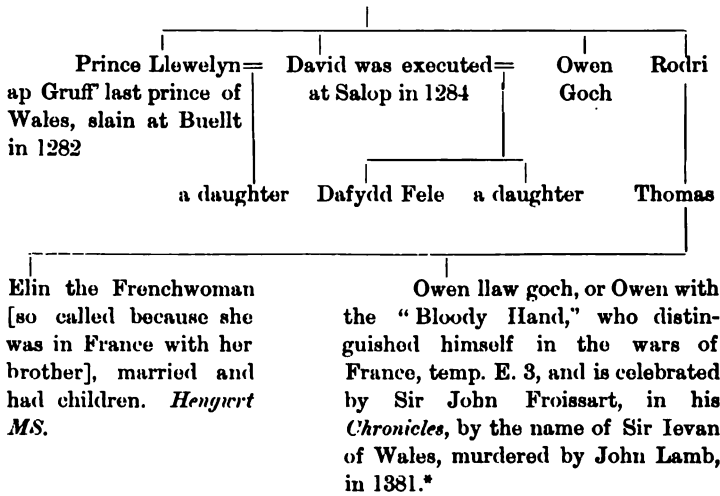 Prince Llewelyn= David was executed= Owen Rodri
ap Gruff' last prince of at Salop in 1284 Goch
Wales, slain at Buellt
in 1282
a daughter Dafydd Fele a daughter Thomas
Elin the Frenchwoman
[so called because she
was in France with her
brother], married and
had children. Hengwrt
MS.
Owen llaw goch, or Owen with
the "Bloody Hand," who distin-
guished himself in the wars of
France, temp. E. 3, and is celebrated
by Sir John Froissart, in his
Chronicles, by the name of Sir Ievan
of Wales, murdered by John Lamb,
in 1381.*